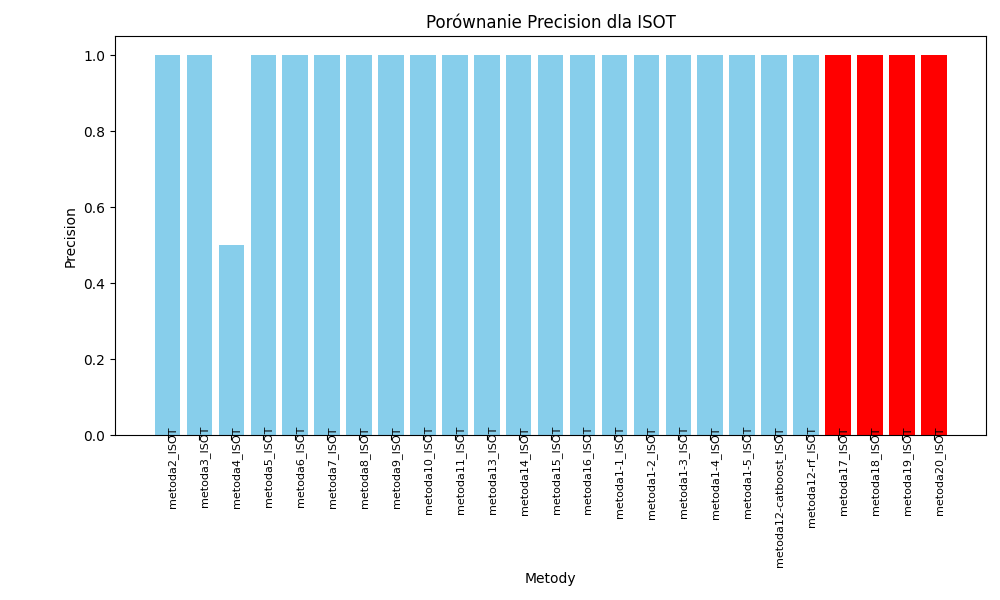 Porównanie Precision dla ISOT
1.0
0.8
0.6
0.4
0.2
0.0
Precision
metoda2_ISOT
metoda3_ISOT
metoda4_ISOT
metoda5_ISOT
metoda6_ISOT
metoda7_ISOT
metoda8_ISOT
metoda9_ISOT
metoda10_ISOT
metoda11_ISOT
metoda13_ISOT
metoda14_ISOT
metoda15_ISOT
metoda16_ISOT
metoda1-1_ISOT
metoda1-2_ISOT
metoda1-3_ISOT
metoda1-4_ISOT
metoda1-5_ISOT
metoda12-catboost_ISOT
metoda12-rf_ISOT
metoda17_ISOT
metoda18_ISOT
metoda19_ISOT
metoda20_ISOT
Metody